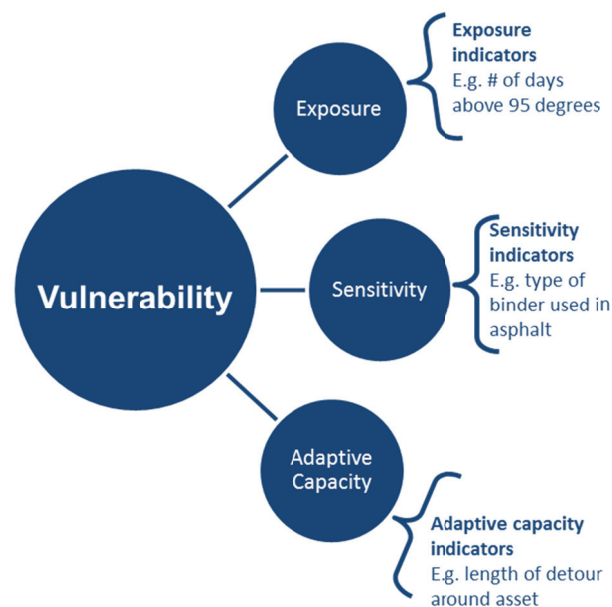 Exposure
indicators
E.g. # of days
above 95 degrees
Exposure
Vulnerability
Sensitivity
Sensitivity
indicators
E.g. type of
binder used in
asphalt
Adaptive
Capacity
Adaptive capacity
indicators
E.g. length of detour
around asset